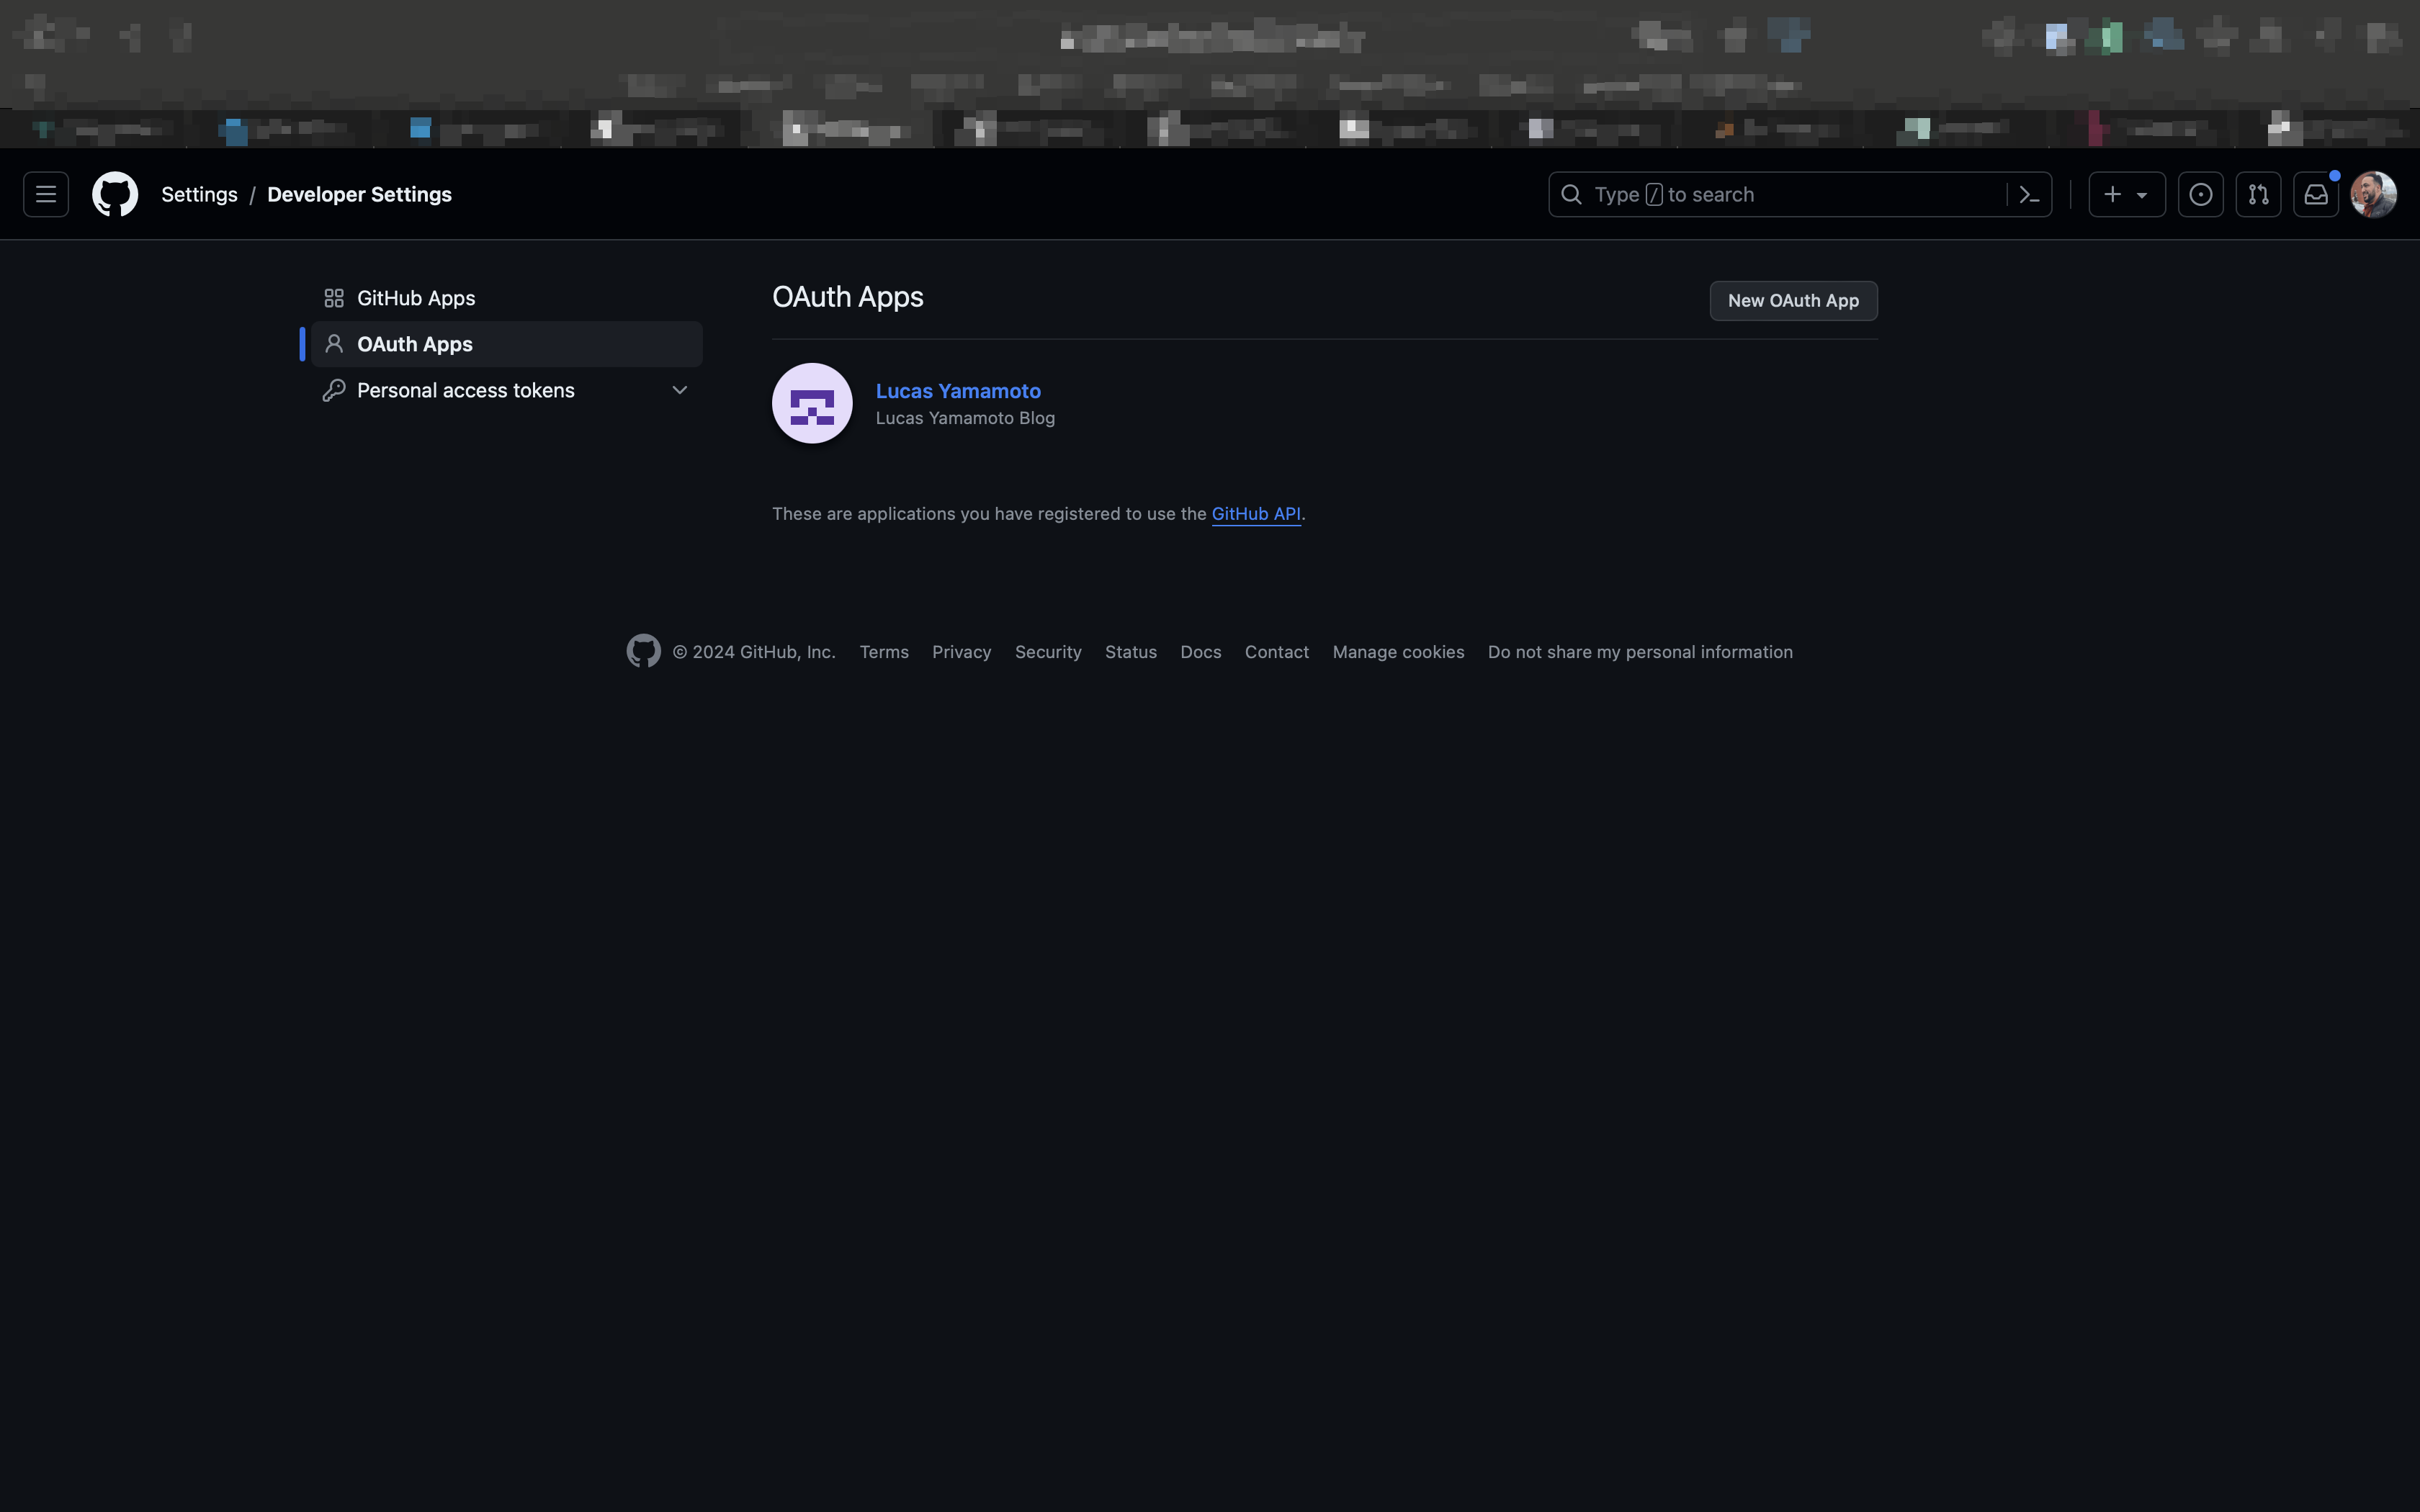 Settings / Developer Settings
Type / to search
GitHub Apps
OAuth Apps
Personal access tokens
OAuth Apps
New OAuth App
Lucas Yamamoto
Lucas Yamamoto Blog
These are applications you have registered to use the GitHub API.
© 2024 GitHub, Inc. Terms Privacy Security Status Docs Contact Manage cookies Do not share my personal information